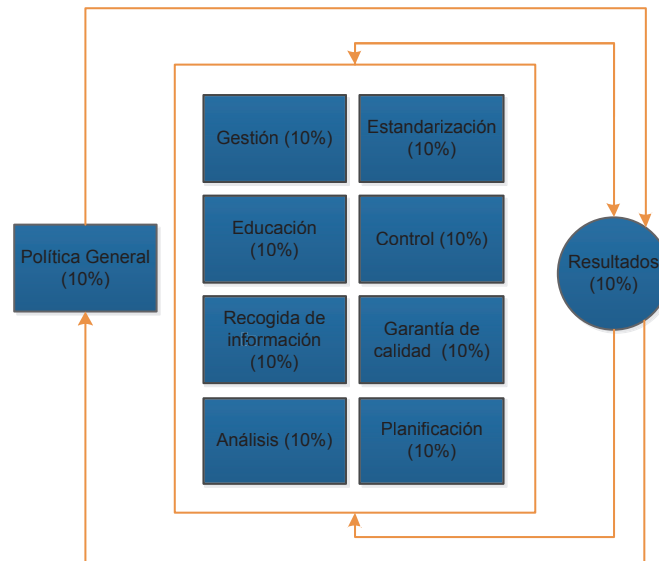 Gestión (10%)
Estandarización
(10%)
Educación
(10%)
Control (10%)
Política General
(10%)
Resultados
(10%)
Recogida de
información
(10%)
Garantía de
calidad (10%)
Análisis (10%)
Planificación
(10%)